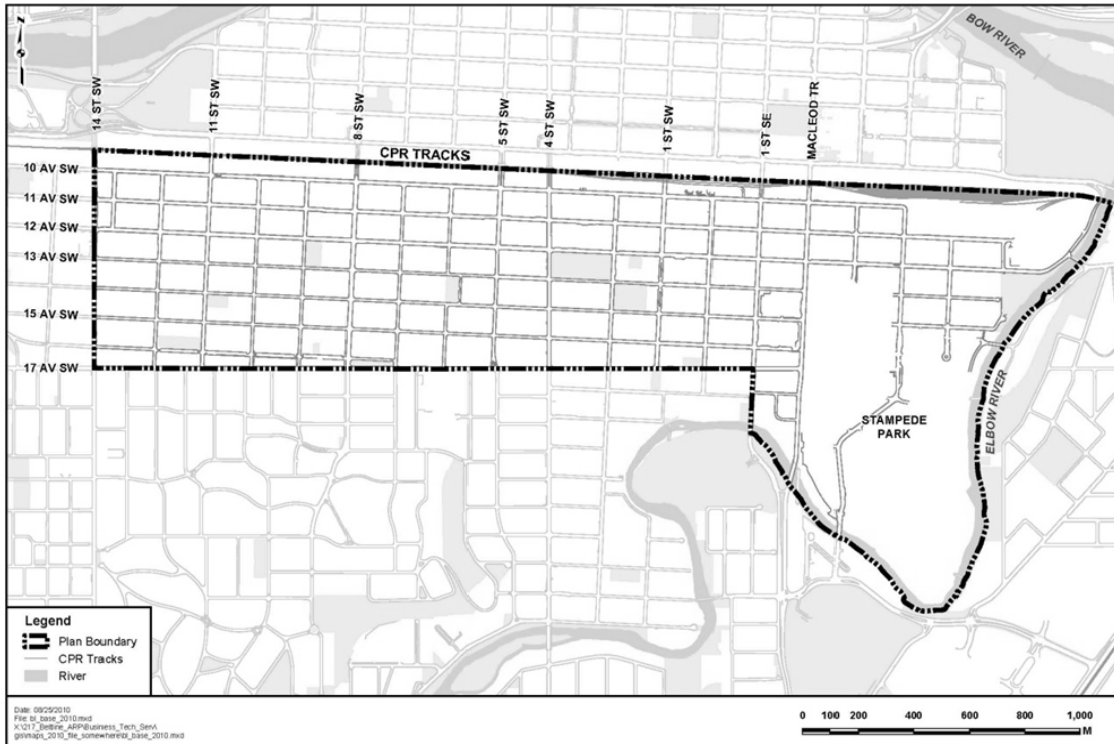 N
BOW RIVER
14 ST SW
11 ST SW
8 ST SW
5 ST SW
4 ST SW
1 ST SW
1 ST SE
MACLEOD TR
CPR TRACKS
10 AV SW
11 AV SW
12 AV SW
13 AV SW
15 AV SW
17 AV SW
STAMPEDE
PARK
ELBOW RIVER
Legend
Plan Boundary
CPR Tracks
River
Date: 08/25/2010
File: bl_base_2010.mxd
0 100 200 400 600 800 1,000
M